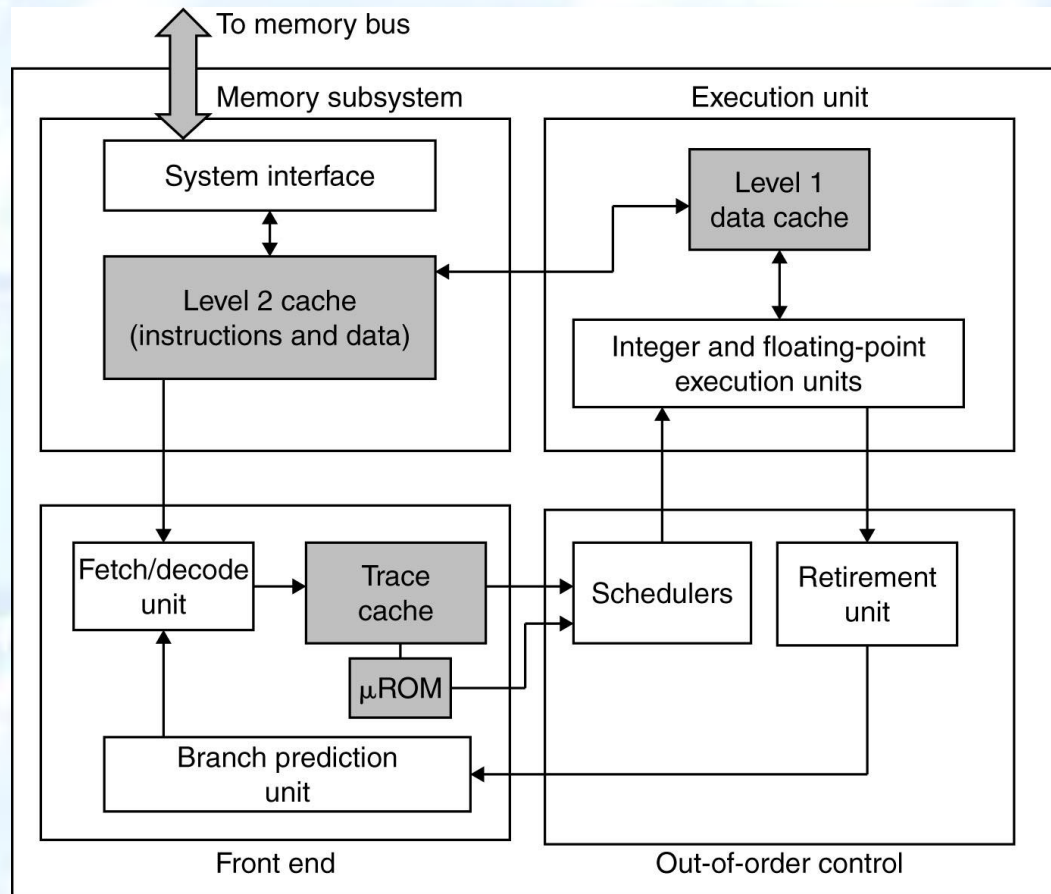 To memory bus
Memory subsystem
Execution unit
System interface
Level 1
data cache
Level 2 cache
(instructions and data)
Integer and floating-point
execution units
Fetch/decode
unit
Trace
cache
Schedulers
Retirement
unit
μROM
Branch prediction
unit
Front end
Out-of-order control